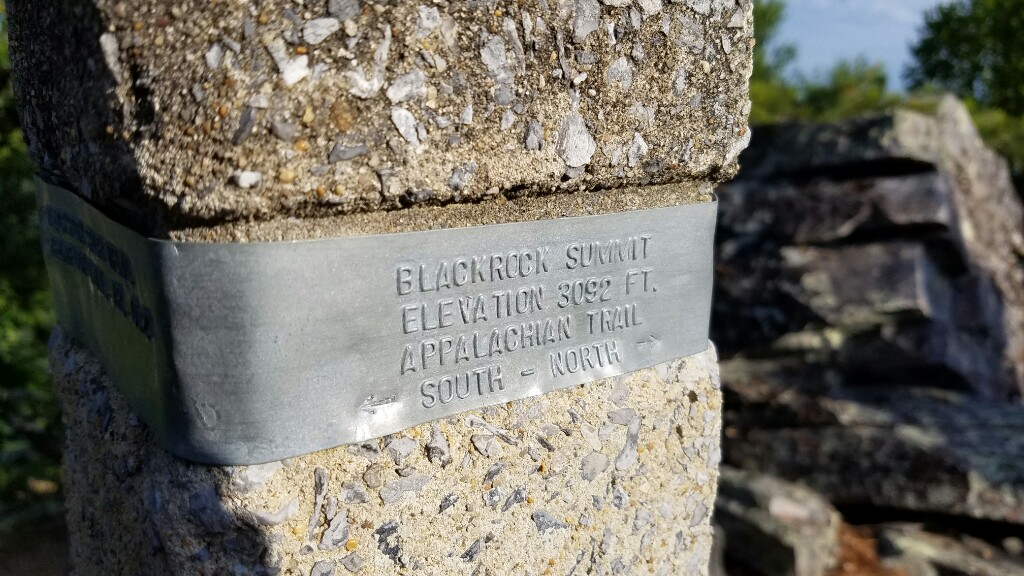 BLACKROCK SUMMIT
ELEVATION 3092 FT.
APPALACHIAN TRAIL
← SOUTH - NORTH →